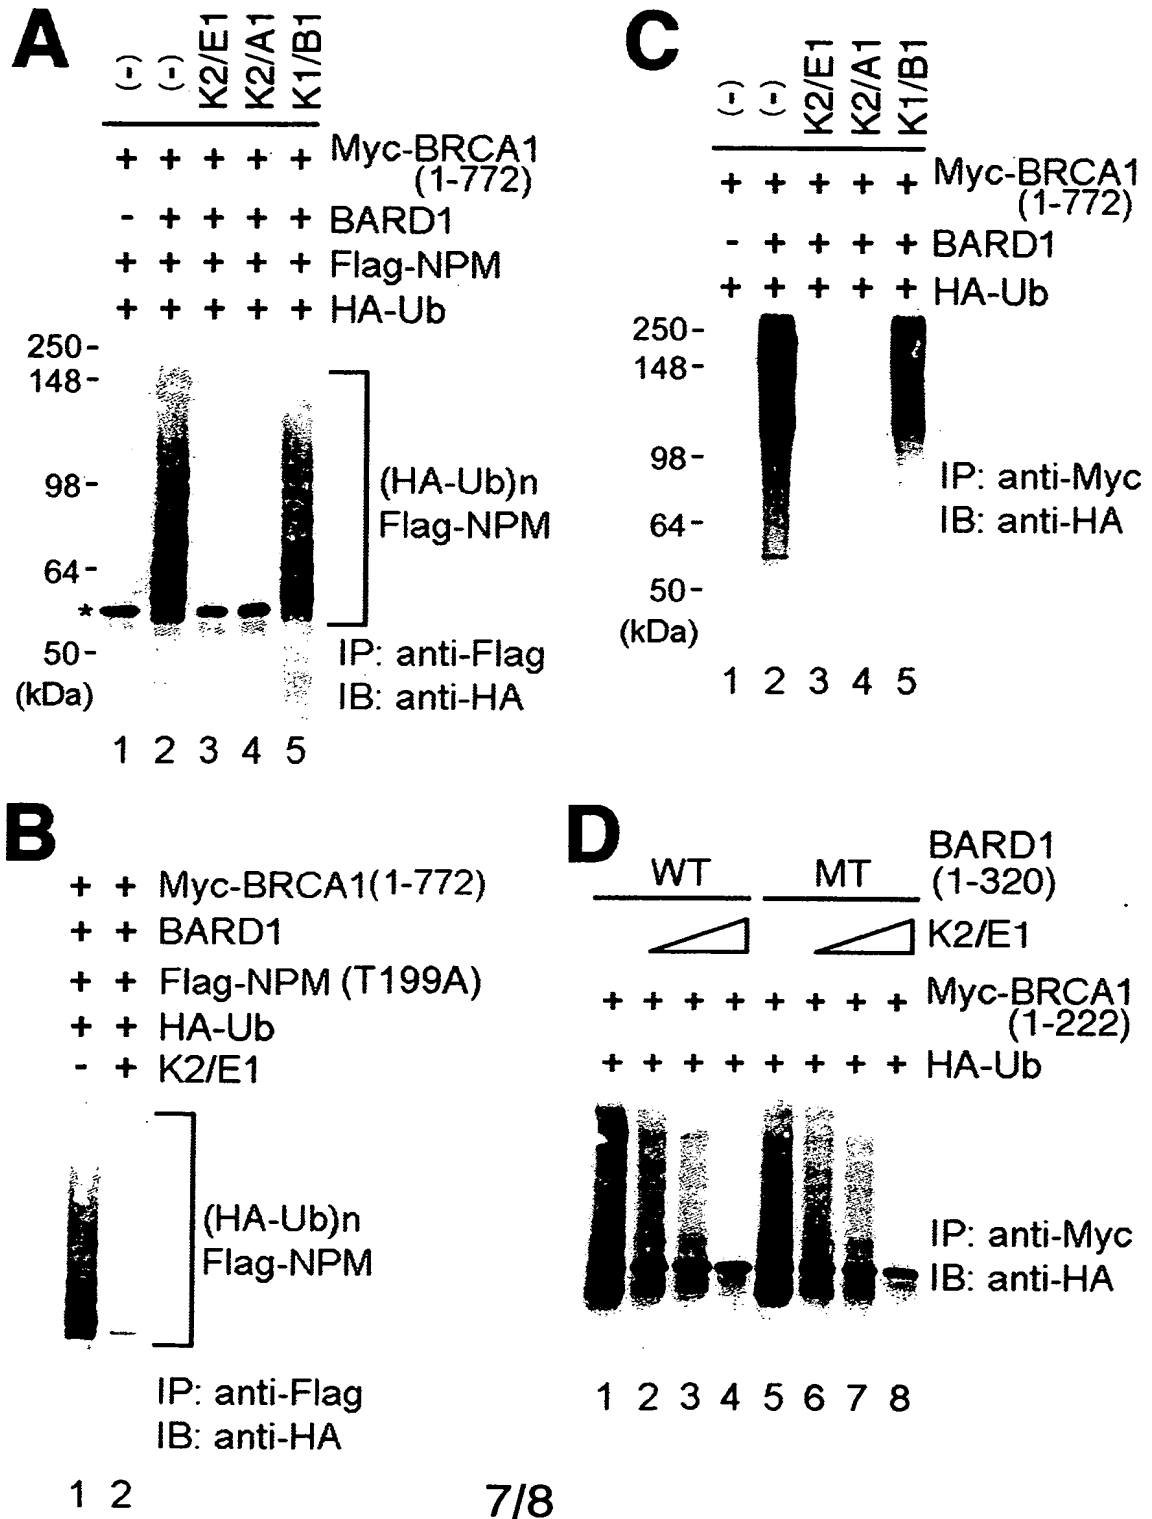 A
(-) (-) K2/E1 K2/A1 K1/B1
+ + + + + Myc-BRCA1
(1-772)
- + + + + BARD1
+ + + + + Flag-NPM
+ + + + + HA-Ub
250-
148-
98-
64-
*
50-
(kDa)
(HA-Ub)n
Flag-NPM
IP: anti-Flag
IB: anti-HA
1 2 3 4 5
C
(-) (-) K2/E1 K2/A1 K1/B1
+ + + + + Myc-BRCA1
(1-772)
- + + + + BARD1
+ + + + + HA-Ub
250-
148-
98-
64-
50-
(kDa)
IP: anti-Myc
IB: anti-HA
1 2 3 4 5
B
+ + Myc-BRCA1(1-772)
+ + BARD1
+ + Flag-NPM (T199A)
+ + HA-Ub
- + K2/E1
(HA-Ub)n
Flag-NPM
IP: anti-Flag
IB: anti-HA
1 2
D
WT MT BARD1
(1-320)
K2/E1
+ + + + + + + + Myc-BRCA1
(1-222)
+ + + + + + + + HA-Ub
IP: anti-Myc
IB: anti-HA
1 2 3 4 5 6 7 8
7/8